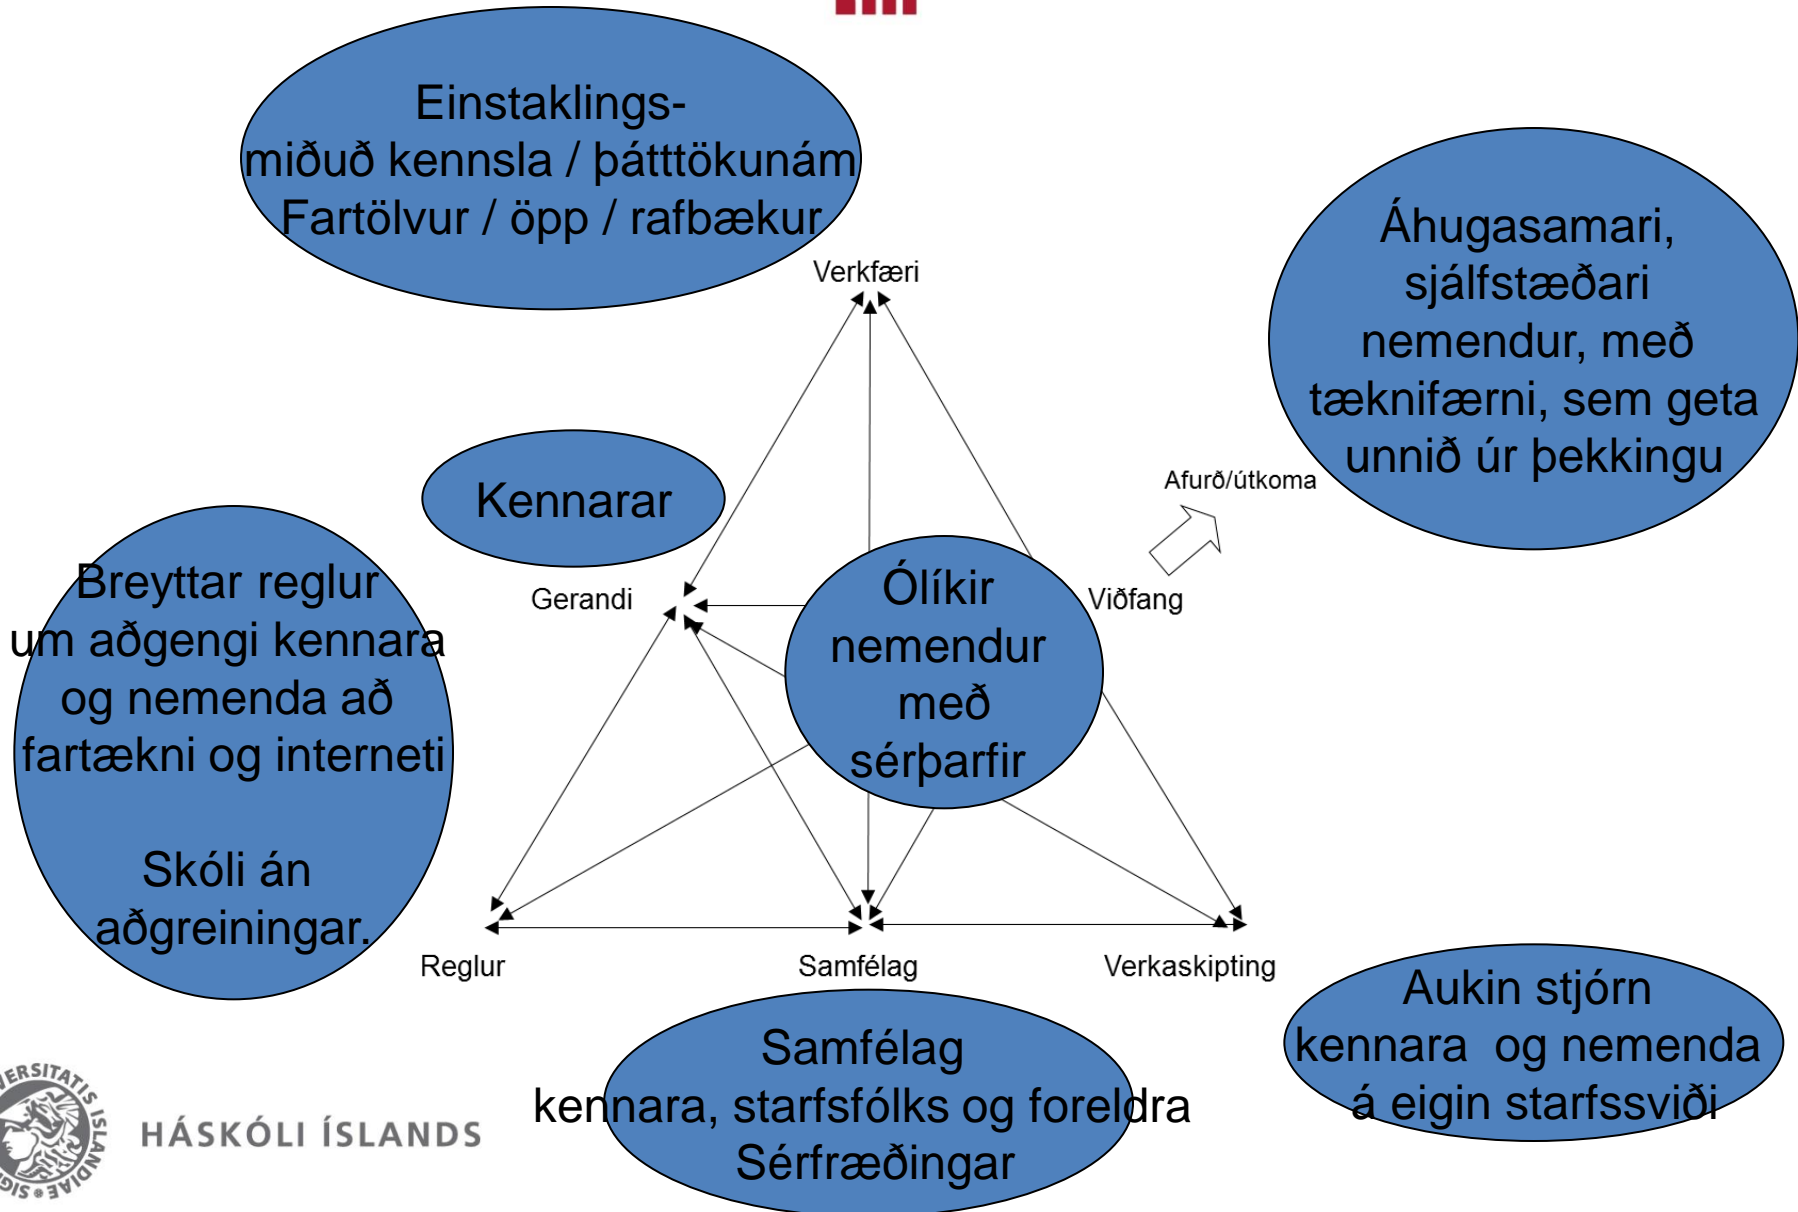 Einstaklings-
miðuð kennsla / þátttökunám
Fartölvur / öpp / rafbækur
Verkfæri
Áhugasamari,
sjálfstæðari
nemendur, með
tæknifærni, sem geta
unnið úr þekkingu
Afurð/útkoma
Kennarar
Gerandi
Ólíkir
nemendur
með
sérþarfir
Viðfang
Breyttar reglur
um aðgengi kennara
og nemenda að
fartækni og interneti
Skóli án
aðgreiningar.
Reglur
Samfélag
Verkaskipting
Samfélag
kennara, starfsfólks og foreldra
Sérfræðingar
Aukin stjórn
kennara og nemenda
á eigin starfssviði
HÁSKÓLI ÍSLANDS